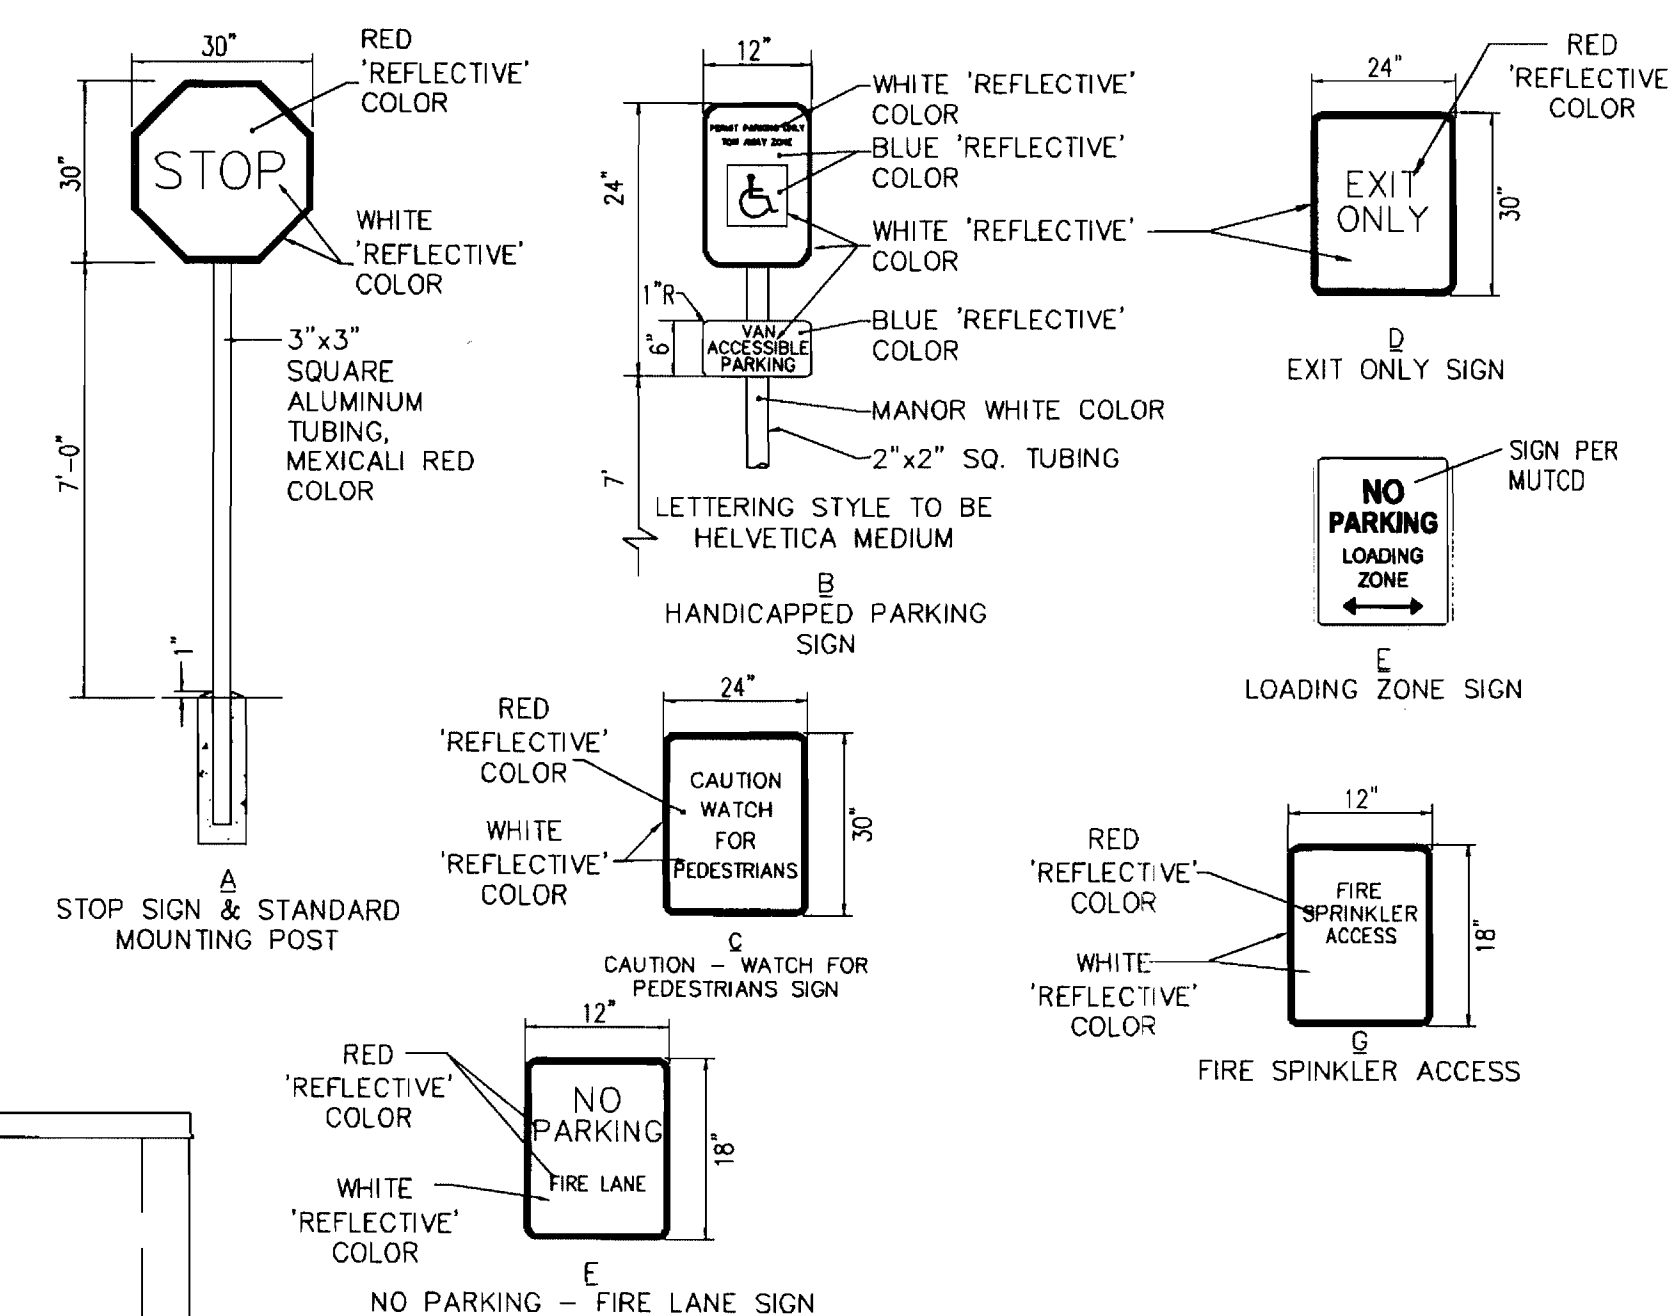 30"
RED
'REFLECTIVE'
COLOR
30"
STOP
WHITE
'REFLECTIVE'
COLOR
3"x3"
SQUARE
ALUMINUM
TUBING,
MEXICALI RED
COLOR
7'-0"
1"
A
STOP SIGN & STANDARD
MOUNTING POST
12"
WHITE 'REFLECTIVE'
COLOR
PERMIT PARKING ONLY
TOW AWAY ZONE
BLUE 'REFLECTIVE'
COLOR
24"
WHITE 'REFLECTIVE'
COLOR
1"R
6"
VAN
ACCESSIBLE
PARKING
BLUE 'REFLECTIVE'
COLOR
MANOR WHITE COLOR
2"x2" SQ. TUBING
7'
LETTERING STYLE TO BE
HELVETICA MEDIUM
B
HANDICAPPED PARKING
SIGN
24"
RED
'REFLECTIVE
COLOR
EXIT
ONLY
30"
D
EXIT ONLY SIGN
SIGN PER
MUTCD
NO
PARKING
LOADING
ZONE
E
LOADING ZONE SIGN
24"
RED
'REFLECTIVE'
COLOR
WHITE
'REFLECTIVE'
COLOR
CAUTION
WATCH
FOR
PEDESTRIANS
30"
C
CAUTION – WATCH FOR
PEDESTRIANS SIGN
12"
RED
'REFLECTIVE'
COLOR
WHITE
'REFLECTIVE'
COLOR
FIRE
SPRINKLER
ACCESS
18"
G
FIRE SPINKLER ACCESS
12"
RED
'REFLECTIVE'
COLOR
WHITE
'REFLECTIVE'
COLOR
NO
PARKING
FIRE LANE
18"
E
NO PARKING – FIRE LANE SIGN